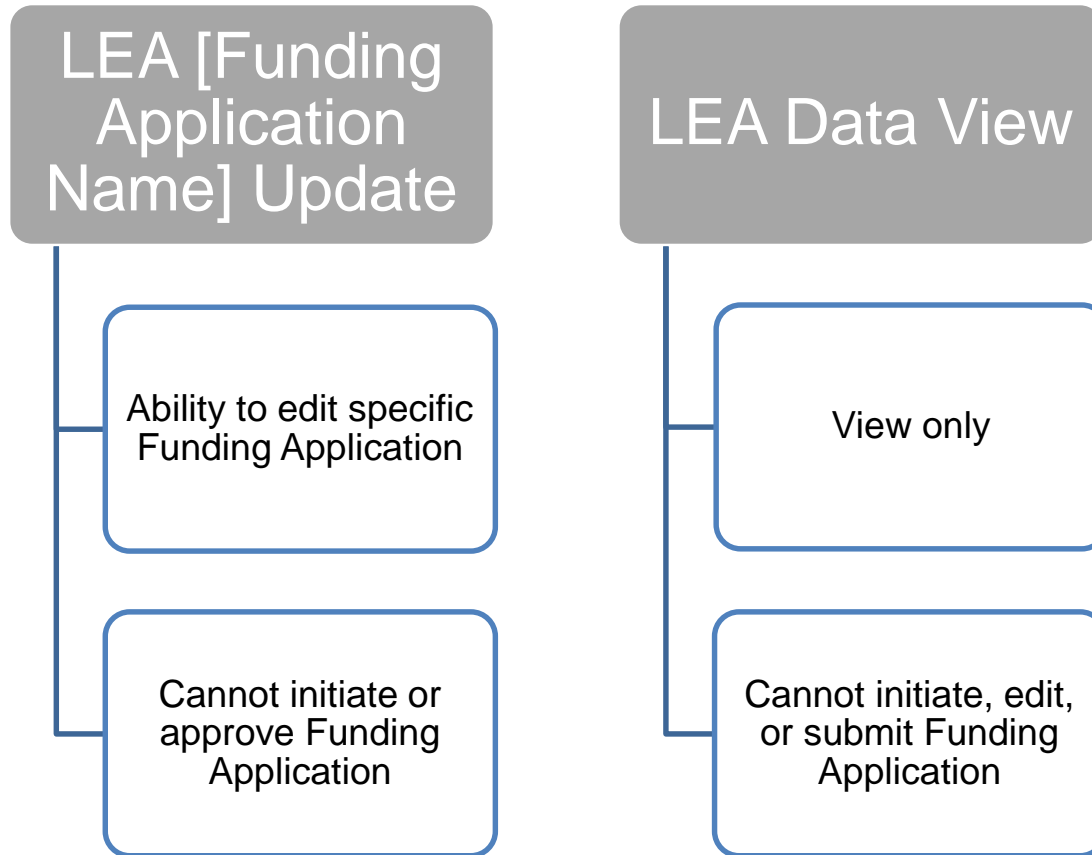 LEA [Funding
Application
Name] Update
Ability to edit specific
Funding Application
Cannot initiate or
approve Funding
Application
LEA Data View
View only
Cannot initiate, edit,
or submit Funding
Application